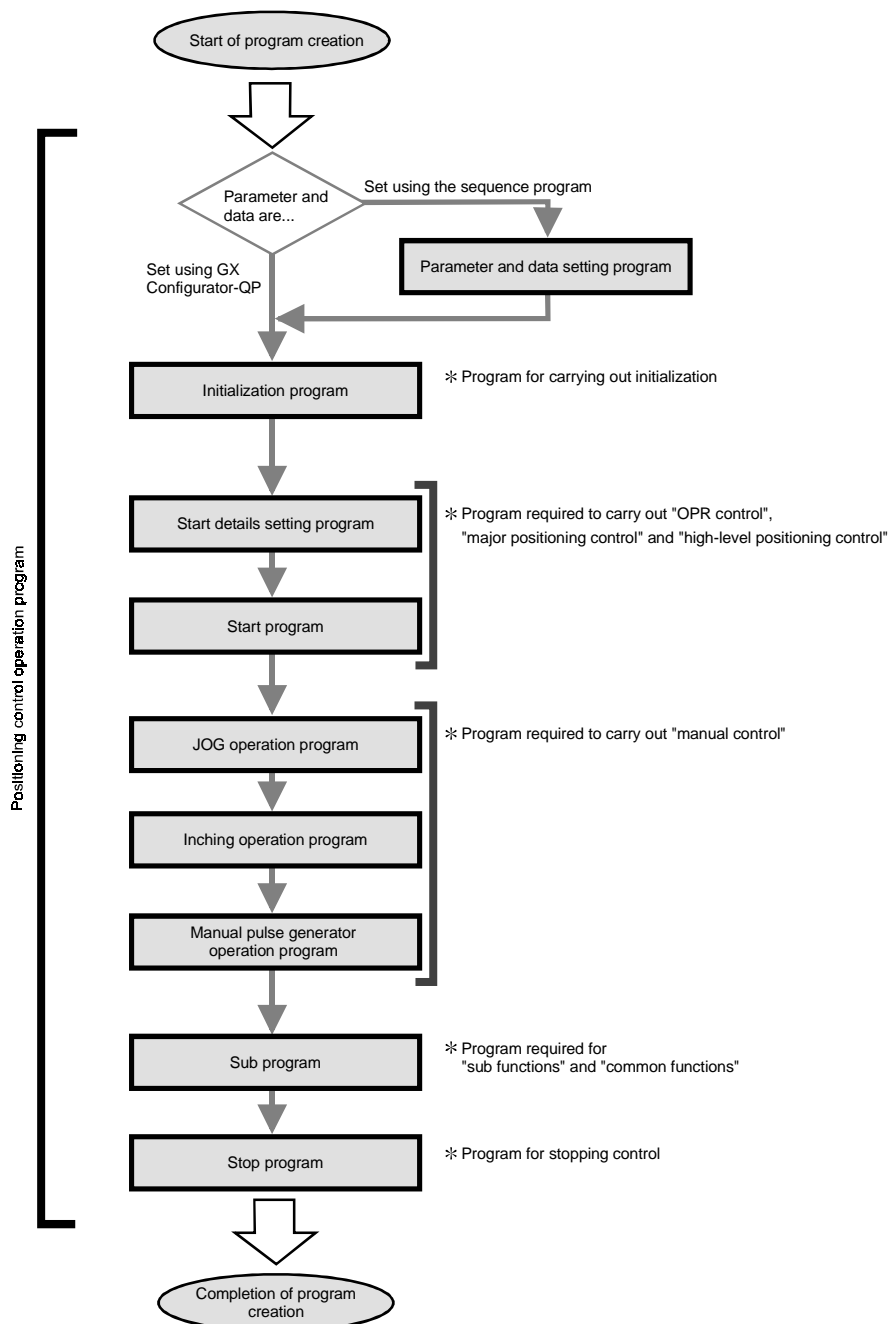 Start of program creation
Positioning control operation program
Parameter and
data are...
Set using the sequence program
Parameter and data setting program
Set using GX
Configurator-QP
Initialization program
* Program for carrying out initialization
Start details setting program
* Program required to carry out "OPR control",
"major positioning control" and "high-level positioning control"
Start program
JOG operation program
* Program required to carry out "manual control"
Inching operation program
Manual pulse generator
operation program
Sub program
* Program required for
"sub functions" and "common functions"
Stop program
* Program for stopping control
Completion of program
creation